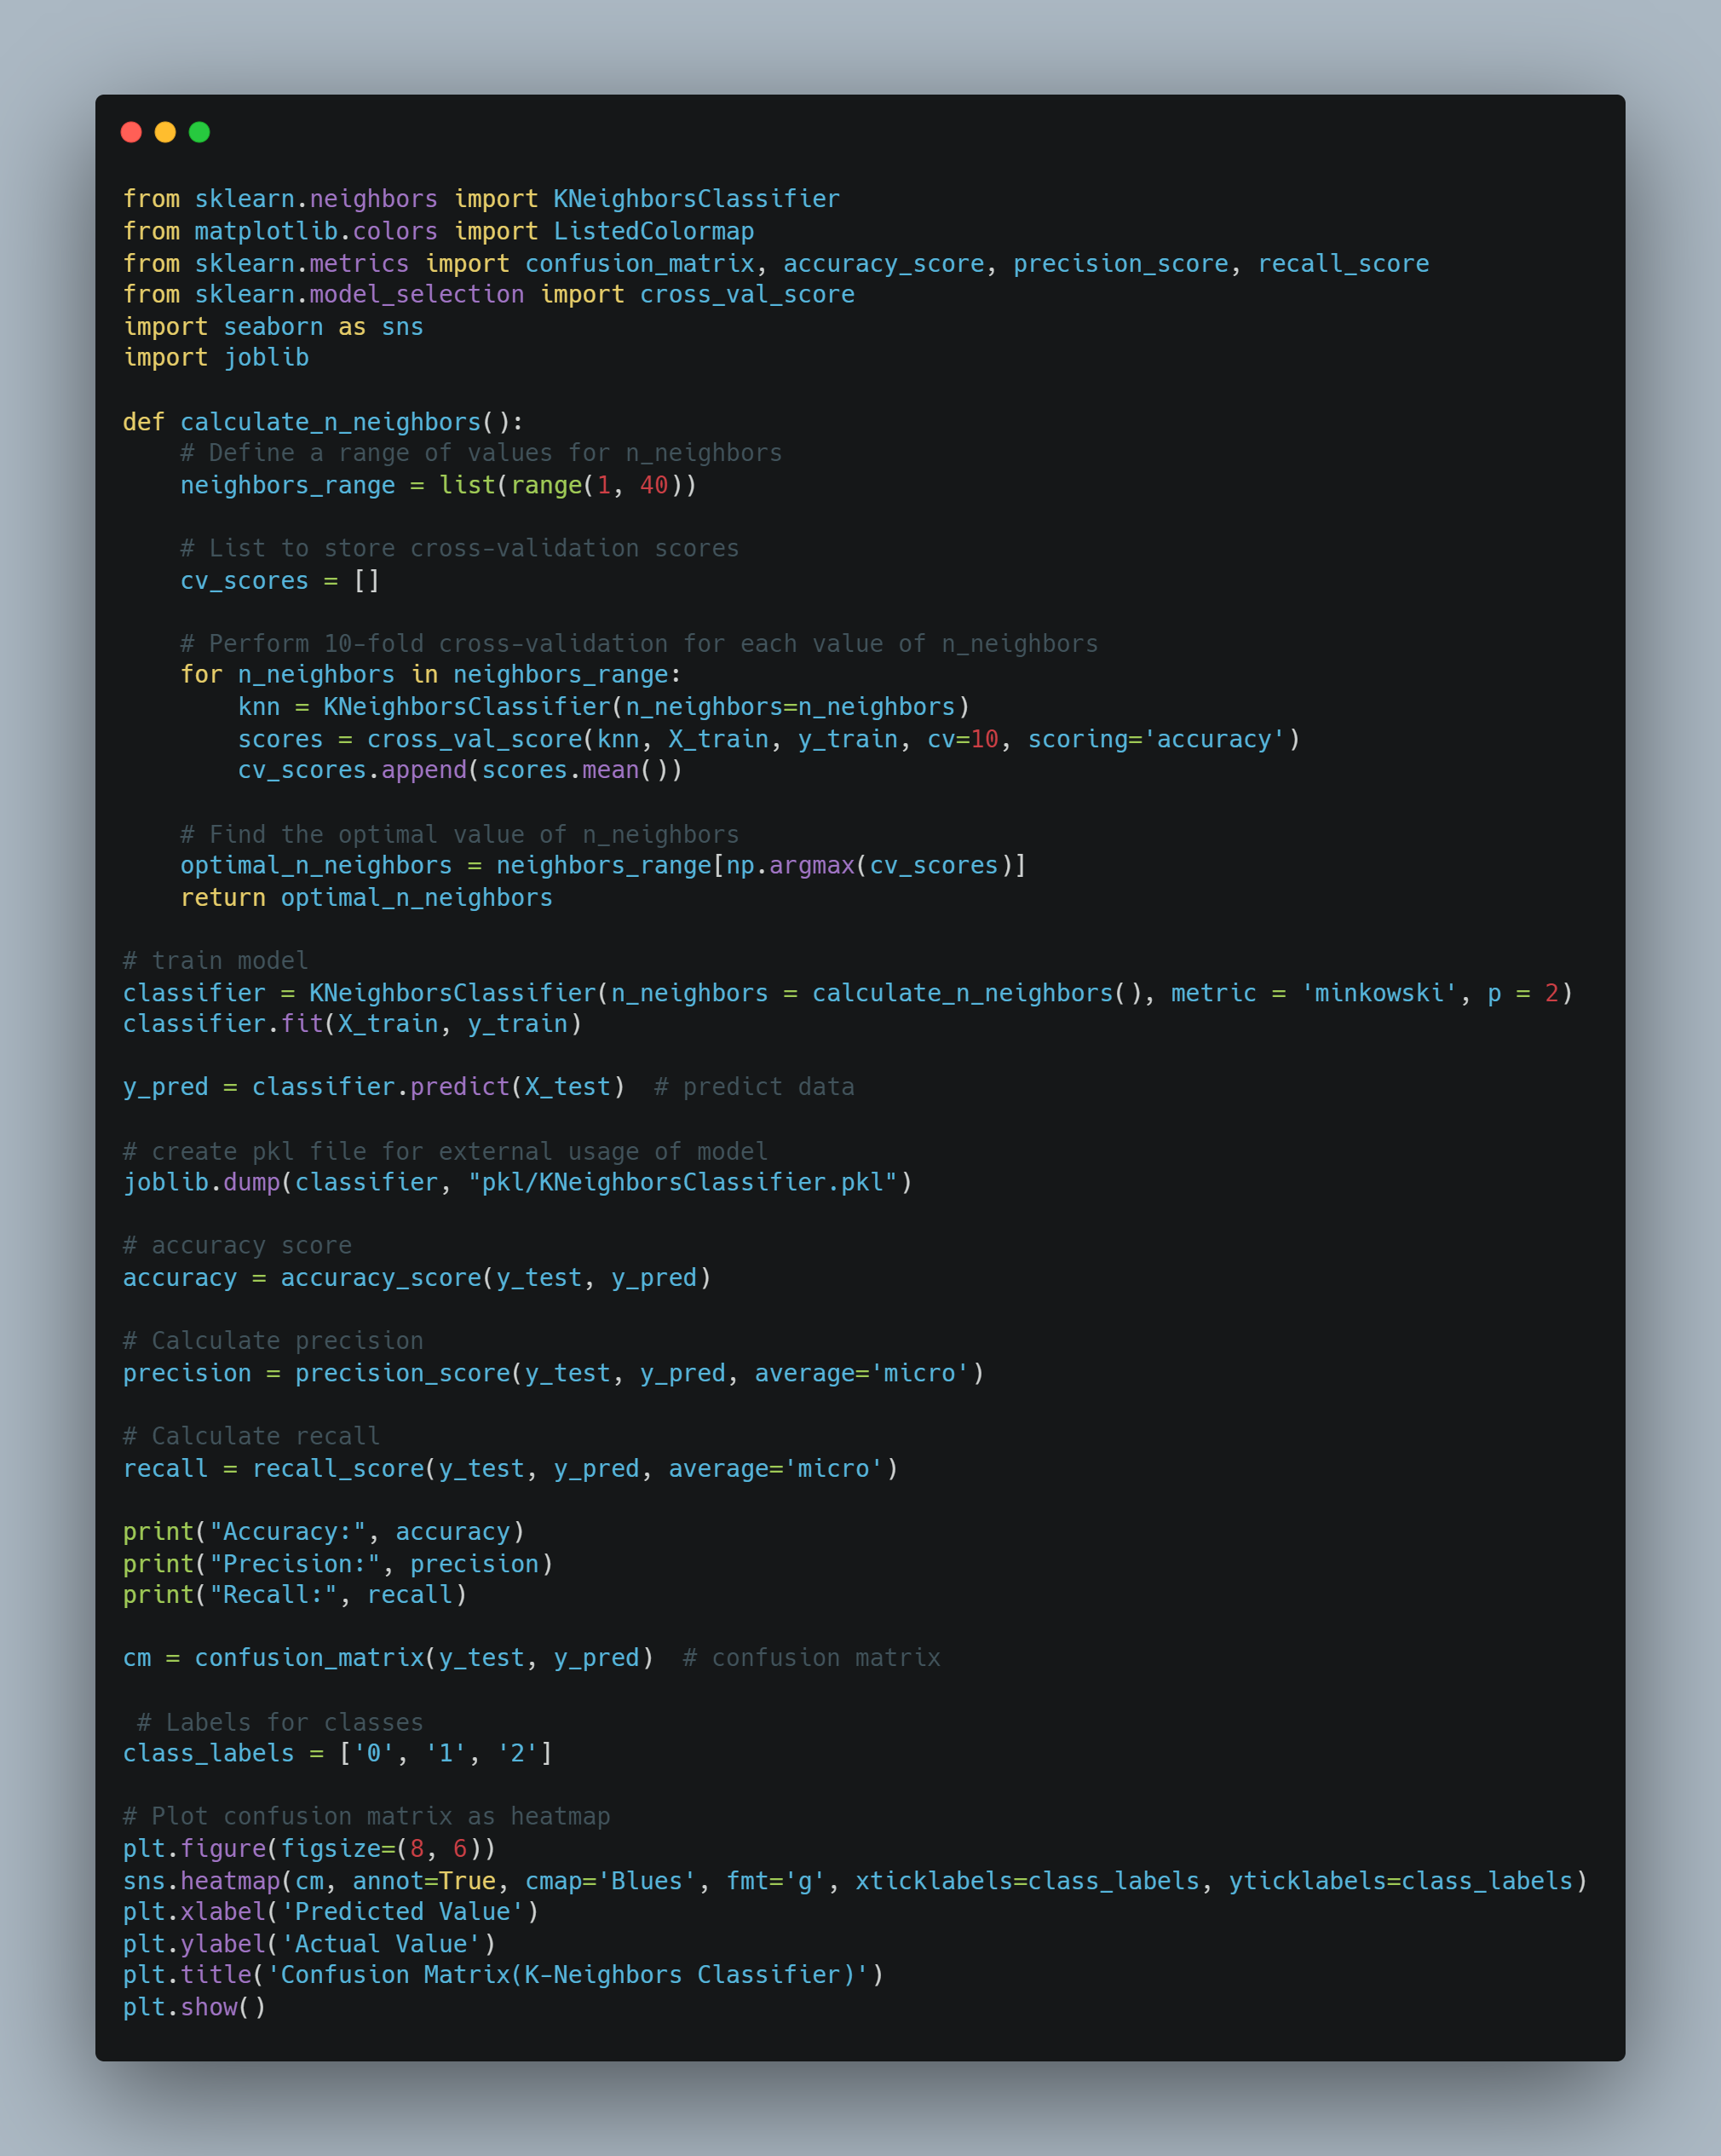 from sklearn.neighbors import KNeighborsClassifier
from matplotlib.colors import ListedColormap
from sklearn.metrics import confusion_matrix, accuracy_score, precision_score, recall_score
from sklearn.model_selection import cross_val_score
import seaborn as sns
import joblib

def calculate_n_neighbors():
    # Define a range of values for n_neighbors
    neighbors_range = list(range(1, 40))

    # List to store cross-validation scores
    cv_scores = []

    # Perform 10-fold cross-validation for each value of n_neighbors
    for n_neighbors in neighbors_range:
        knn = KNeighborsClassifier(n_neighbors=n_neighbors)
        scores = cross_val_score(knn, X_train, y_train, cv=10, scoring='accuracy')
        cv_scores.append(scores.mean())

    # Find the optimal value of n_neighbors
    optimal_n_neighbors = neighbors_range[np.argmax(cv_scores)]
    return optimal_n_neighbors

# train model
classifier = KNeighborsClassifier(n_neighbors = calculate_n_neighbors(), metric = 'minkowski', p = 2)
classifier.fit(X_train, y_train)

y_pred = classifier.predict(X_test)  # predict data

# create pkl file for external usage of model
joblib.dump(classifier, "pkl/KNeighborsClassifier.pkl")

# accuracy score
accuracy = accuracy_score(y_test, y_pred)

# Calculate precision
precision = precision_score(y_test, y_pred, average='micro')

# Calculate recall
recall = recall_score(y_test, y_pred, average='micro')

print("Accuracy:", accuracy)
print("Precision:", precision)
print("Recall:", recall)

cm = confusion_matrix(y_test, y_pred)  # confusion matrix

 # Labels for classes
class_labels = ['0', '1', '2']

# Plot confusion matrix as heatmap
plt.figure(figsize=(8, 6))
sns.heatmap(cm, annot=True, cmap='Blues', fmt='g', xticklabels=class_labels, yticklabels=class_labels)
plt.xlabel('Predicted Value')
plt.ylabel('Actual Value')
plt.title('Confusion Matrix(K-Neighbors Classifier)')
plt.show()